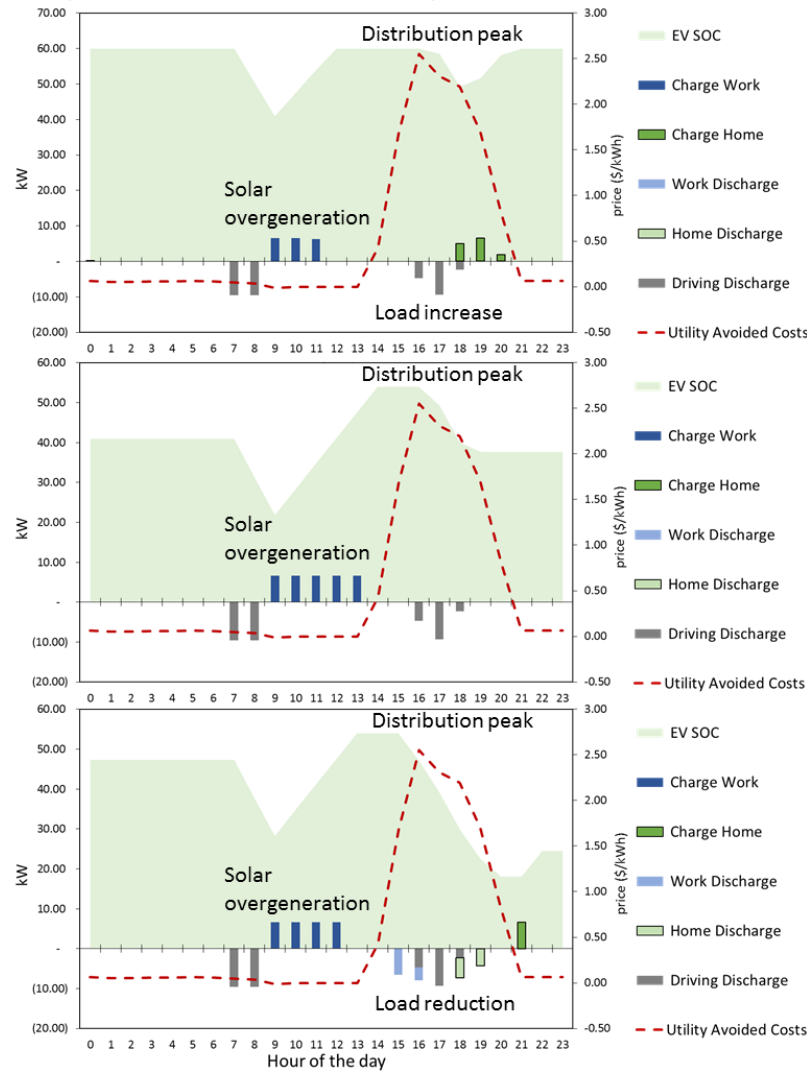 70.00
60.00
50.00
40.00
30.00
20.00
10.00
-
(10.00)
(20.00)
kW
Distribution peak
Solar
overgeneration
Load increase
3.00
2.50
2.00
1.50
1.00
0.50
0.00
-0.50
price ($/kWh)
0 1 2 3 4 5 6 7 8 9 10 11 12 13 14 15 16 17 18 19 20 21 22 23
EV SOC
Charge Work
Charge Home
Work Discharge
Home Discharge
Driving Discharge
Utility Avoided Costs
60.00
50.00
40.00
30.00
20.00
10.00
-
(10.00)
(20.00)
kW
Distribution peak
Solar
overgeneration
3.00
2.50
2.00
1.50
1.00
0.50
0.00
-0.50
price ($/kWh)
0 1 2 3 4 5 6 7 8 9 10 11 12 13 14 15 16 17 18 19 20 21 22 23
EV SOC
Charge Work
Charge Home
Work Discharge
Home Discharge
Driving Discharge
Utility Avoided Costs
60.00
50.00
40.00
30.00
20.00
10.00
-
(10.00)
(20.00)
kW
Distribution peak
Solar
overgeneration
Load reduction
3.00
2.50
2.00
1.50
1.00
0.50
0.00
-0.50
price ($/kWh)
0 1 2 3 4 5 6 7 8 9 10 11 12 13 14 15 16 17 18 19 20 21 22 23
Hour of the day
EV SOC
Charge Work
Charge Home
Work Discharge
Home Discharge
Driving Discharge
Utility Avoided Costs